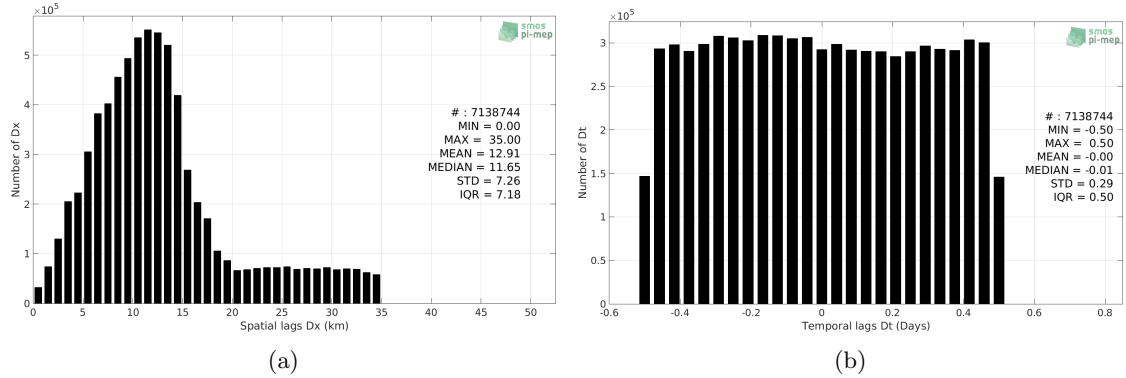 ×10⁵
5
4
3
2
1
0
Number of Dx
smos
pi-mep
# : 7138744
MIN = 0.00
MAX = 35.00
MEAN = 12.91
MEDIAN = 11.65
STD = 7.26
IQR = 7.18
0 5 10 15 20 25 30 35 40 45 50
Spatial lags Dx (km)
(a)
×10⁵
3
2.5
2
1.5
1
0.5
0
Number of Dt
smos
pi-mep
# : 7138744
MIN = -0.50
MAX = 0.50
MEAN = -0.00
MEDIAN = -0.01
STD = 0.29
IQR = 0.50
-0.6 -0.4 -0.2 0 0.2 0.4 0.6 0.8
Temporal lags Dt (Days)
(b)